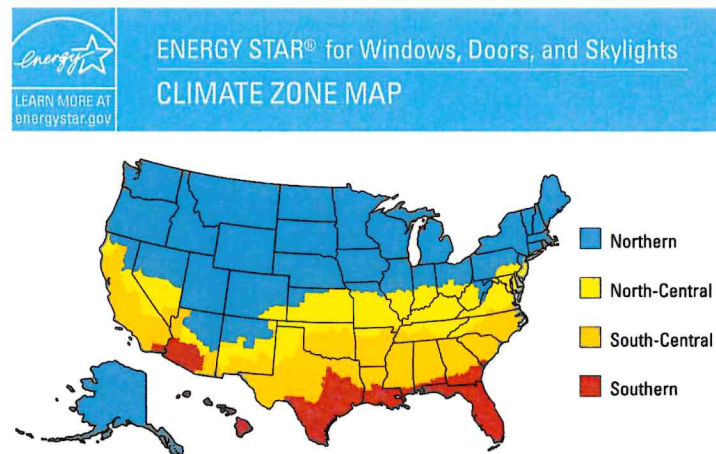 energy
LEARN MORE AT
energystar.gov
ENERGY STAR® for Windows, Doors, and Skylights
CLIMATE ZONE MAP
Northern
North-Central
South-Central
Southern